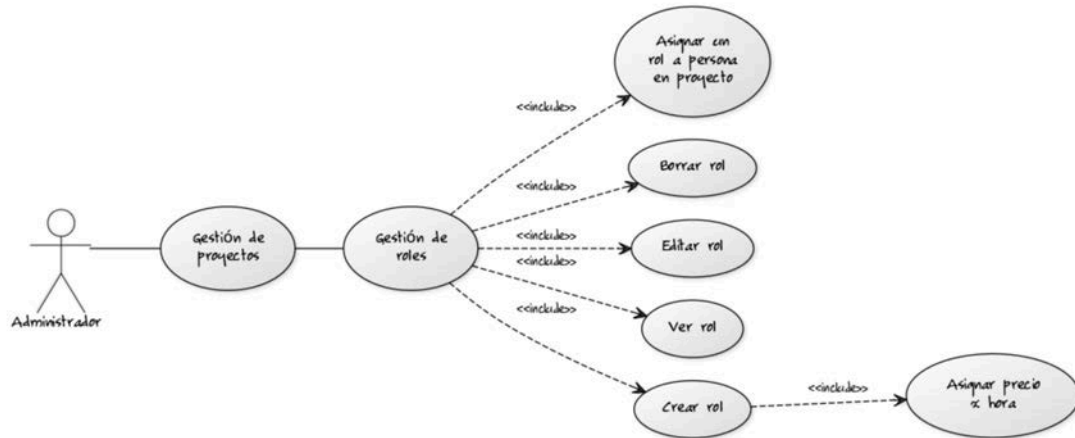 Asignar un
rol a persona
en proyecto
<<include>>
Borrar rol
<<include>>
Gestión de
proyectos
Gestión de
roles
<<include>>
Editar rol
<<include>>
Administrador
<<include>>
Ver rol
Crear rol
<<include>>
Asignar precio
x hora